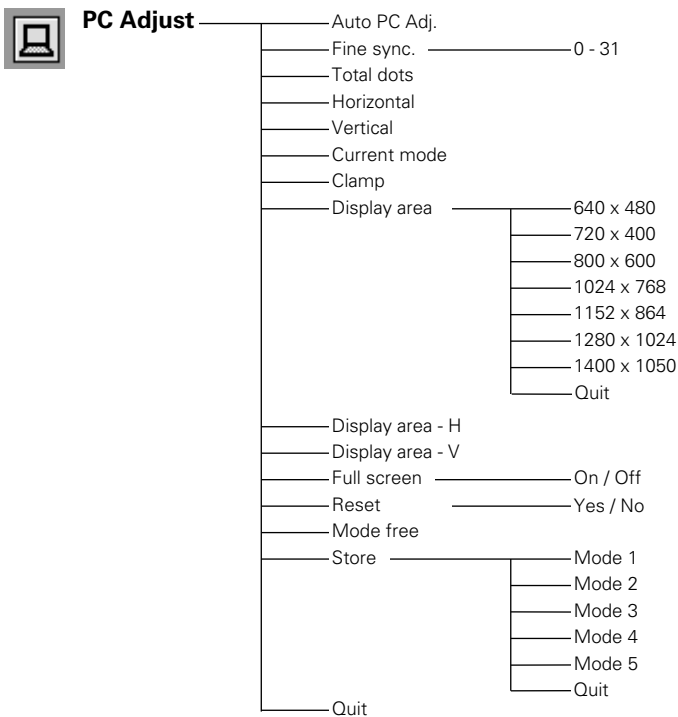 PC Adjust
Auto PC Adj.
Fine sync. 0 - 31
Total dots
Horizontal
Vertical
Current mode
Clamp
Display area 640 x 480
720 x 400
800 x 600
1024 x 768
1152 x 864
1280 x 1024
1400 x 1050
Quit
Display area - H
Display area - V
Full screen On / Off
Reset Yes / No
Mode free
Store Mode 1
Mode 2
Mode 3
Mode 4
Mode 5
Quit
Quit